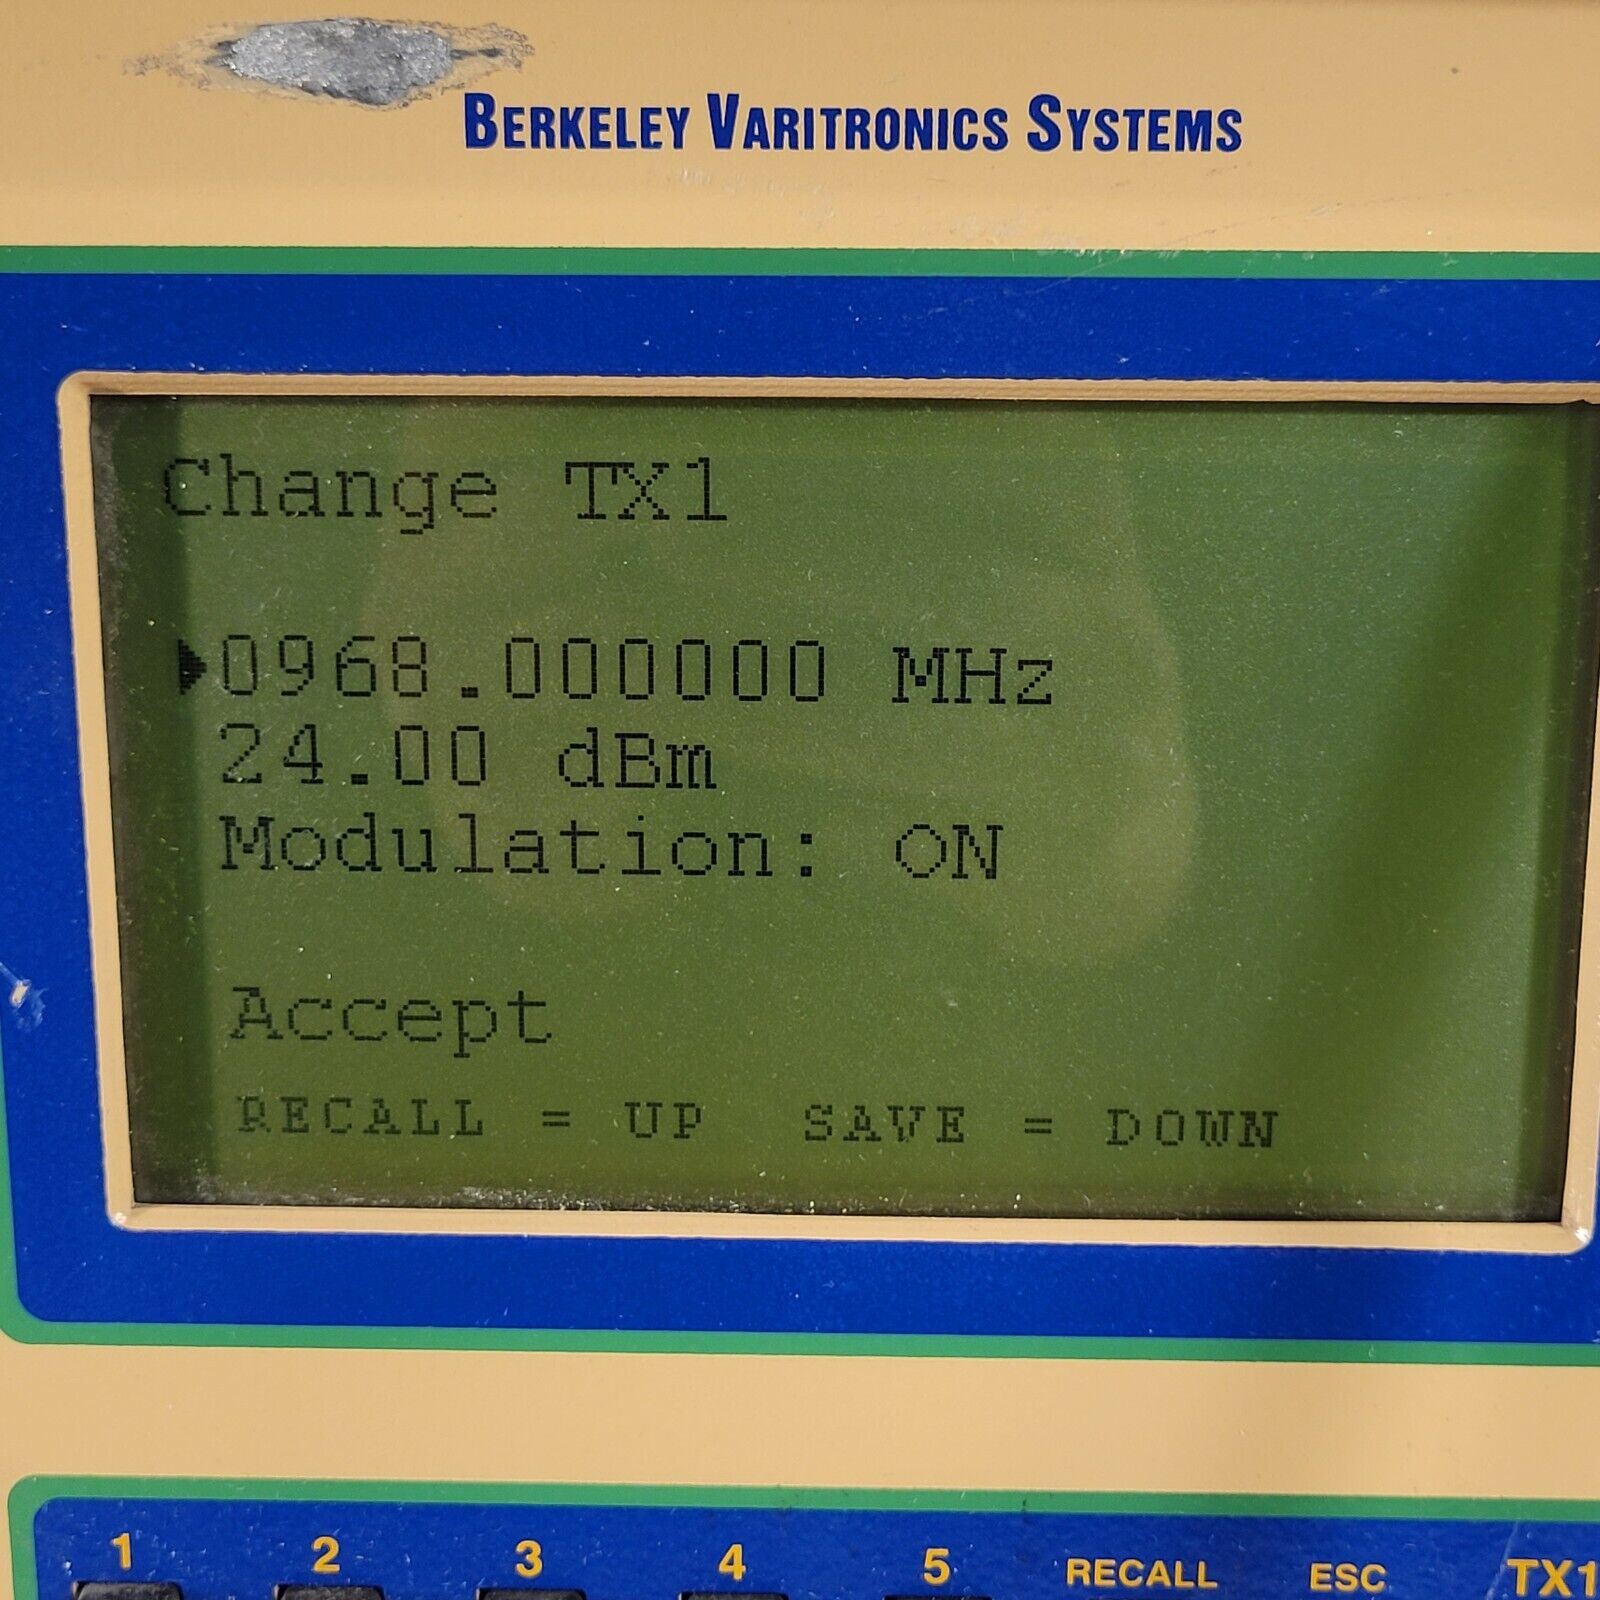 BERKELEY VARITRONICS SYSTEMS
Change TX1
0968.000000 MHz
24.00 dBm
Modulation: ON
Accept
RECALL = UP SAVE = DOWN
1 2 3 4 5 RECALL ESC TX1